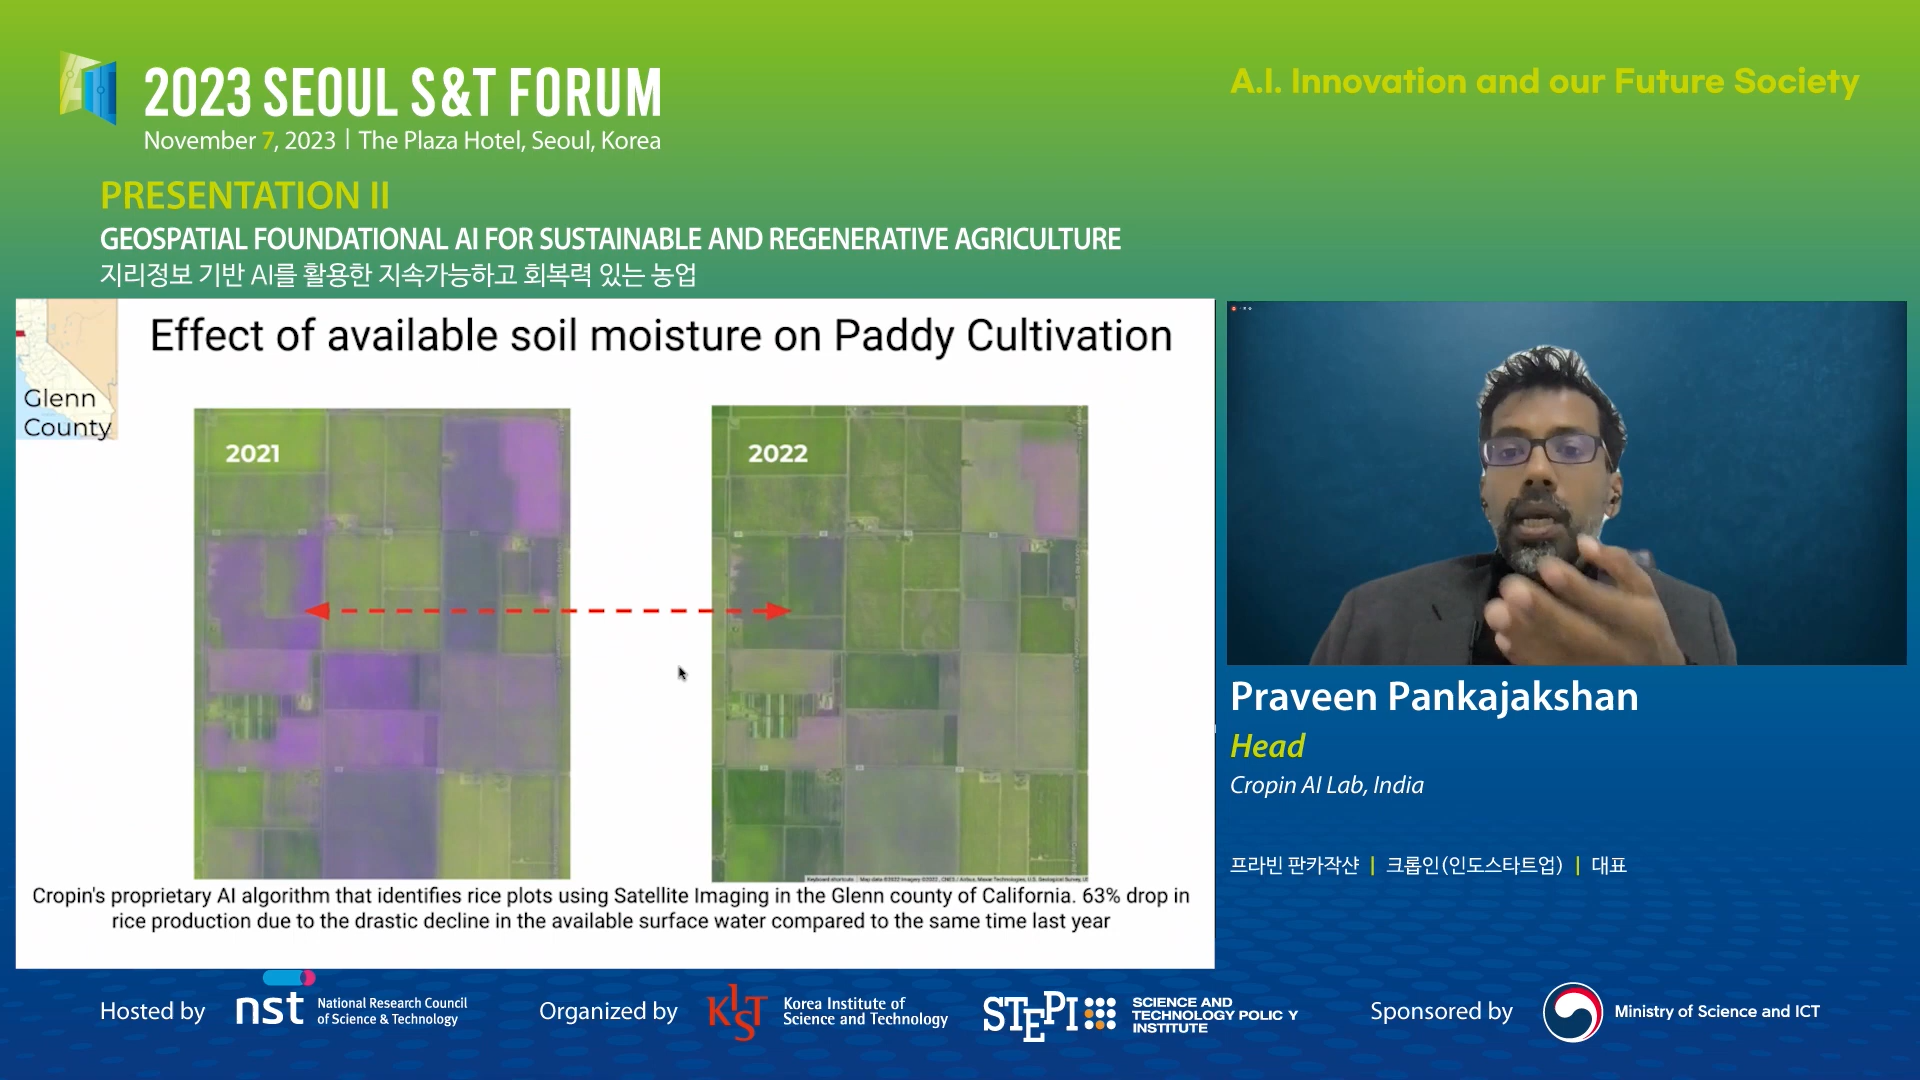 2023 SEOUL S&T FORUM
November 7, 2023 | The Plaza Hotel, Seoul, Korea
A.I. Innovation and our Future Society
PRESENTATION II
GEOSPATIAL FOUNDATIONAL AI FOR SUSTAINABLE AND REGENERATIVE AGRICULTURE
지리정보 기반 AI를 활용한 지속가능하고 회복력 있는 농업
Effect of available soil moisture on Paddy Cultivation
Glenn
County
2021
2022
Cropin's proprietary AI algorithm that identifies rice plots using Satellite Imaging in the Glenn county of California. 63% drop in
rice production due to the drastic decline in the available surface water compared to the same time last year
Praveen Pankajakshan
Head
Cropin AI Lab, India
프라빈 판카작샨 | 크롭인(인도스타트업) | 대표
Hosted by
nst
National Research Council
of Science & Technology
Organized by
KIST
Korea Institute of
Science and Technology
STEPI
SCIENCE AND
TECHNOLOGY POLIC Y
INSTITUTE
Sponsored by
Ministry of Science and ICT